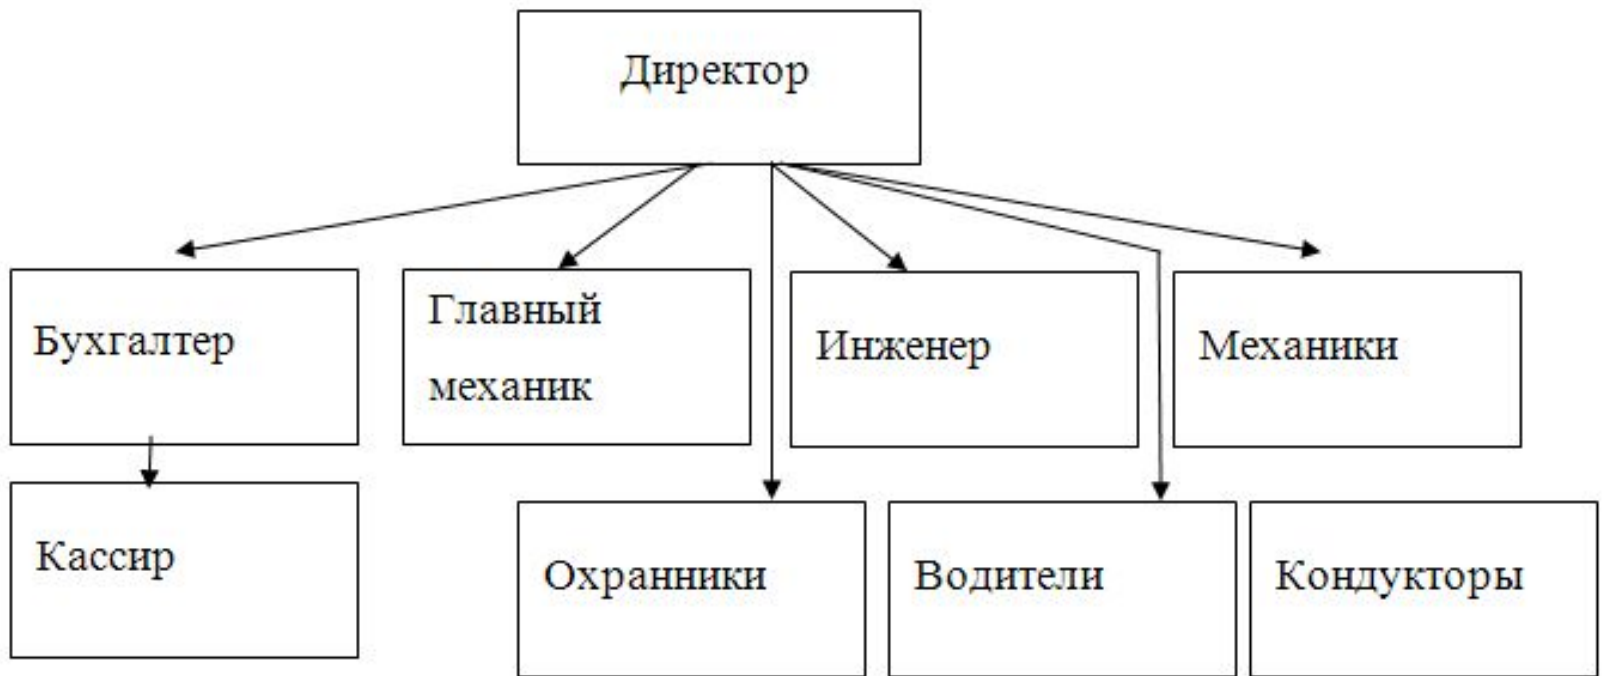 Директор
Бухгалтер
Главный
механик
Инженер
Механики
Кассир
Охранники
Водители
Кондукторы